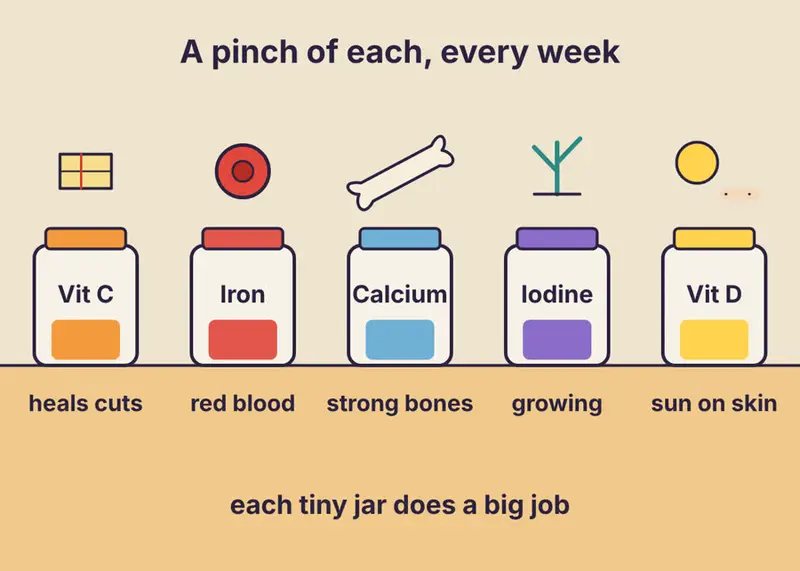 A pinch of each, every week
Vit C
Iron
Calcium
Iodine
Vit D
heals cuts
red blood
strong bones
growing
sun on skin
each tiny jar does a big job